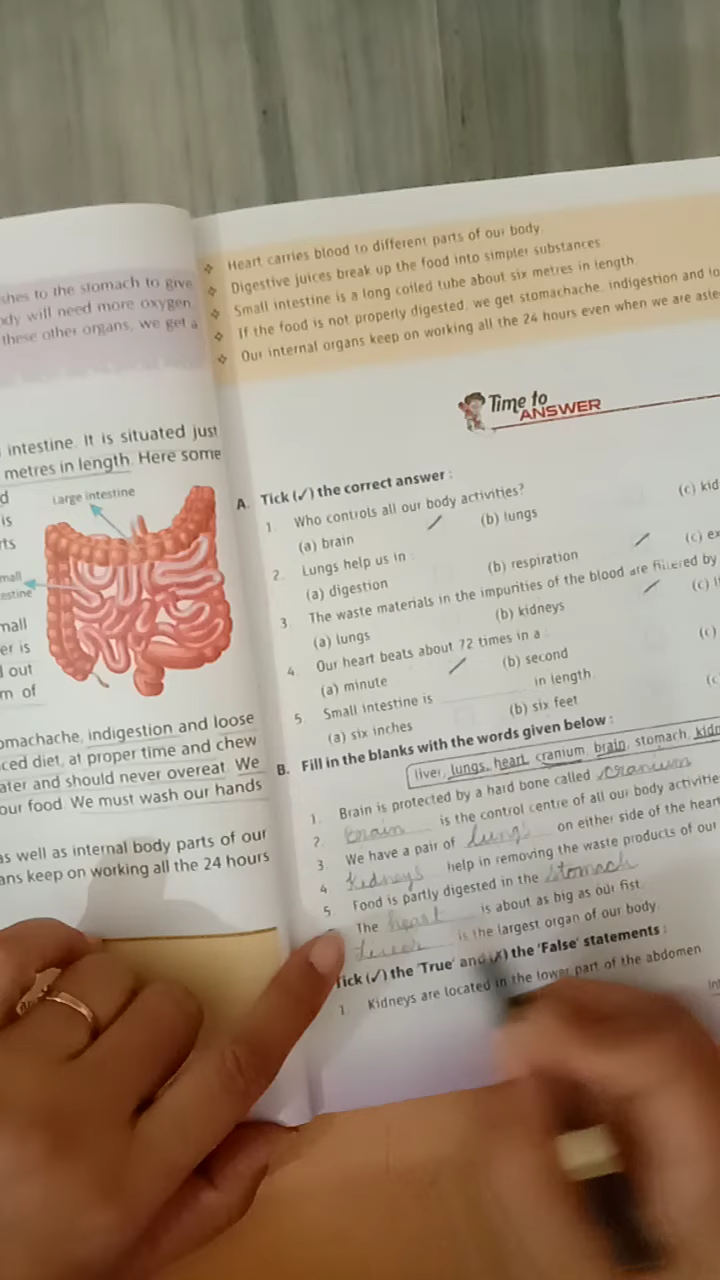 shes to the stomach to give
dy will need more oxygen
these other organs, we get a
intestine. It is situated just
metres in length. Here some
d
is
rts
mall
er is
out
m of
Large intestine
mall
estine
omachache, indigestion and loose
ced diet, at proper time and chew
ater and should never overeat. We
our food. We must wash our hands
as well as internal body parts of our
ans keep on working all the 24 hours
❖ Heart carries blood to different parts of our body.
❖ Digestive juices break up the food into simpler substances
❖ Small intestine is a long coiled tube about six metres in length
❖ If the food is not properly digested, we get stomachache, indigestion and lo
❖ Our internal organs keep on working all the 24 hours even when we are asle
Time to
ANSWER
A. Tick (✓) the correct answer :
1. Who controls all our body activities?
(a) brain (b) lungs (c) kid
2. Lungs help us in :
(a) digestion (b) respiration (c) ex
3. The waste materials in the impurities of the blood are filtered by
(a) lungs (b) kidneys (c) l
4. Our heart beats about 72 times in a :
(a) minute (b) second (c)
5. Small intestine is ________ in length.
(a) six inches (b) six feet (c
B. Fill in the blanks with the words given below :
liver, lungs, heart, cranium, brain, stomach, kidn
1. Brain is protected by a hard bone called cranium
2. brain is the control centre of all our body activitie
3. We have a pair of lungs on either side of the hear
4. Kidneys help in removing the waste products of our
5. Food is partly digested in the stomach
The heart is about as big as our fist.
Liver is the largest organ of our body.
Tick (✓) the 'True' and (✗) the 'False' statements :
1. Kidneys are located in the lower part of the abdomen